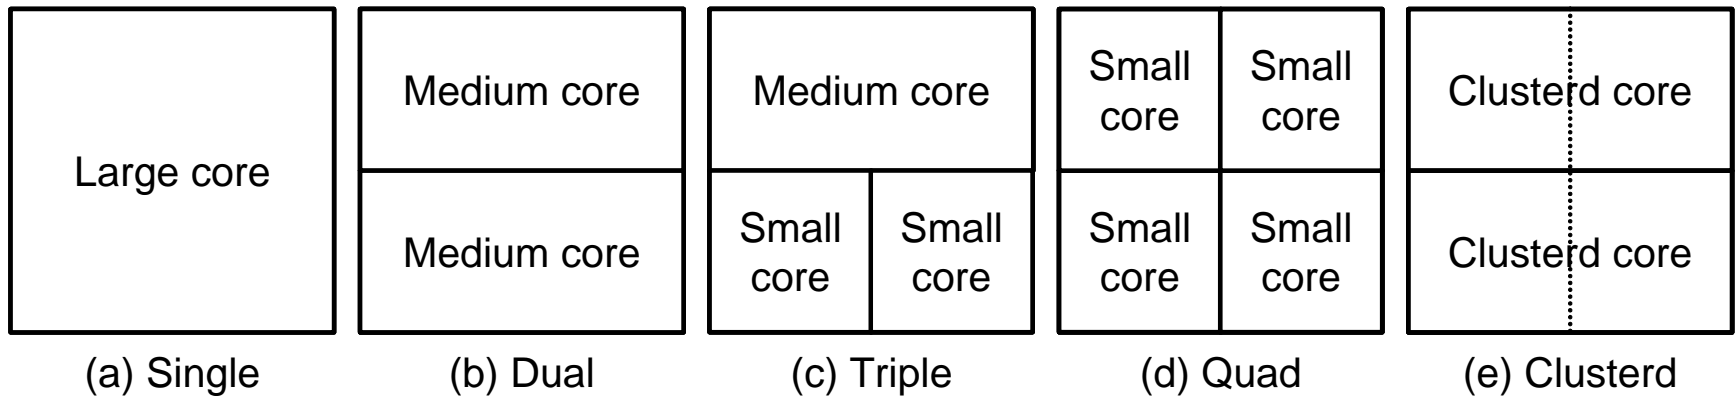 Large core
(a) Single
Medium core
Medium core
(b) Dual
Medium core
Small
core
Small
core
(c) Triple
Small
core
Small
core
Small
core
Small
core
(d) Quad
Clusterd core
Clusterd core
(e) Clusterd